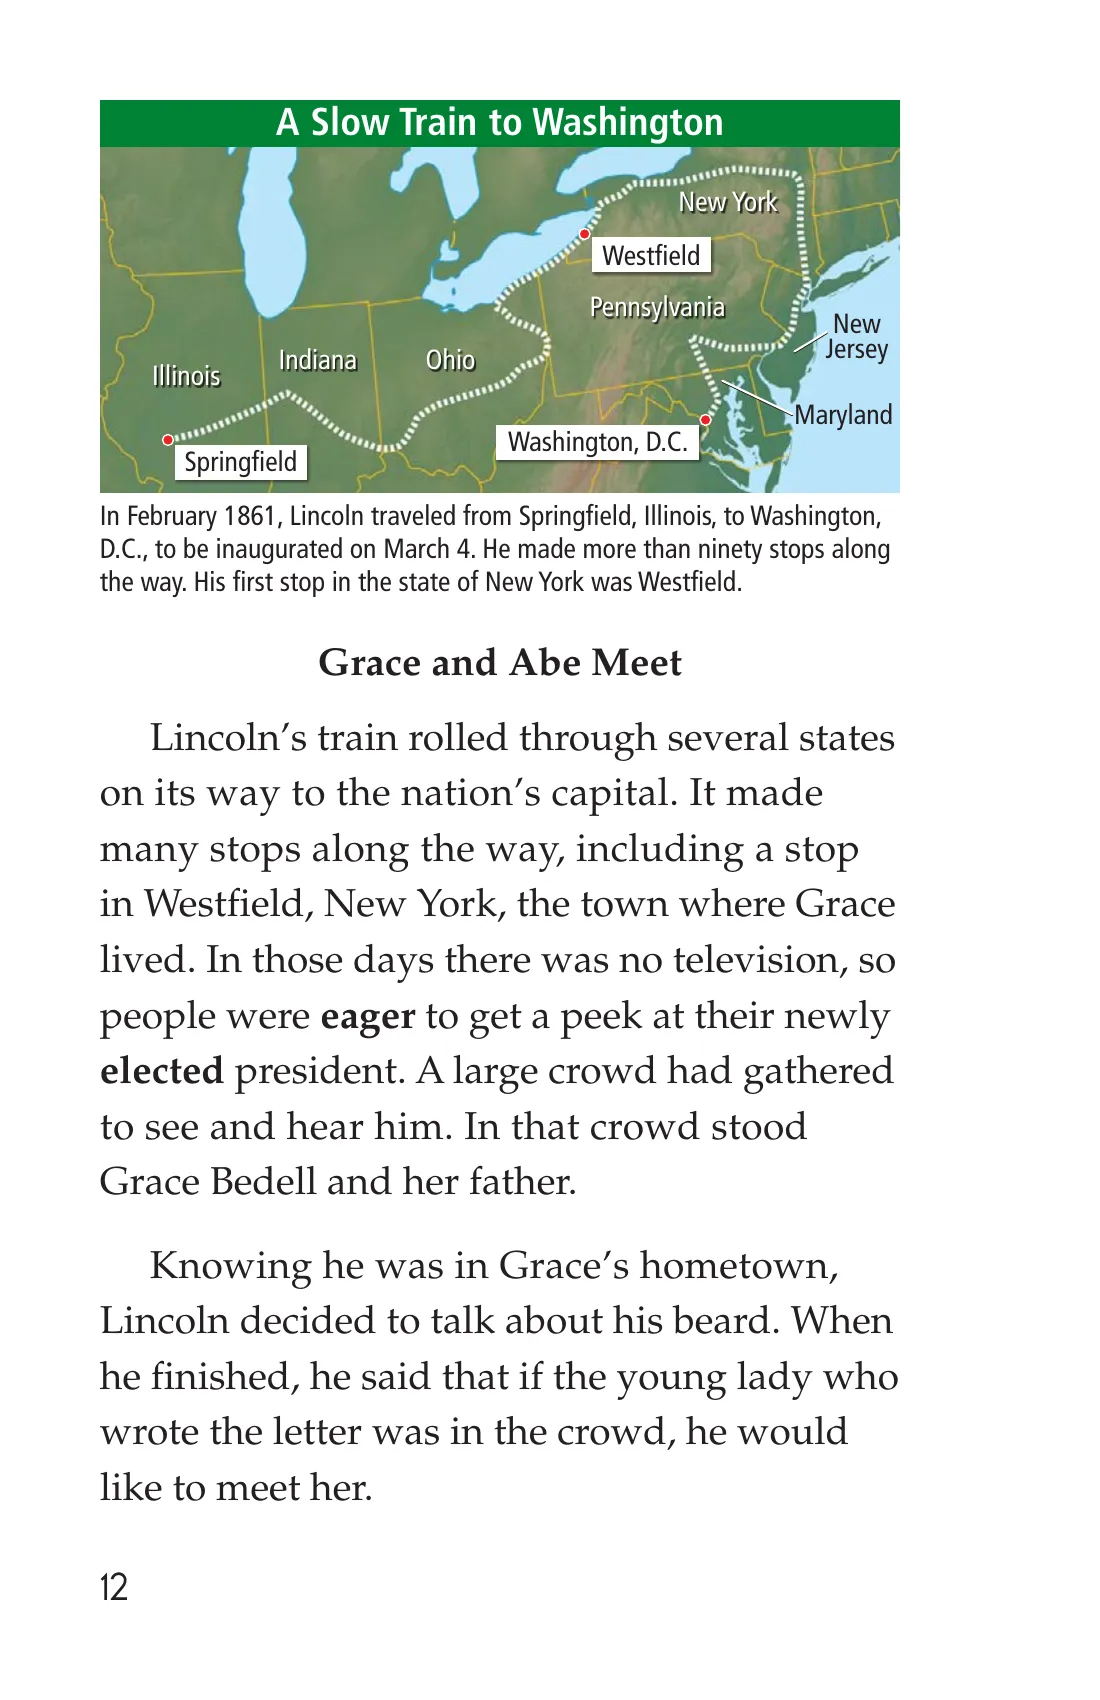 A Slow Train to Washington
New York
Westfield
Pennsylvania
New
Jersey
Illinois
Indiana
Ohio
Maryland
Washington, D.C.
Springfield
In February 1861, Lincoln traveled from Springfield, Illinois, to Washington,
D.C., to be inaugurated on March 4. He made more than ninety stops along
the way. His first stop in the state of New York was Westfield.
Grace and Abe Meet
Lincoln’s train rolled through several states
on its way to the nation’s capital. It made
many stops along the way, including a stop
in Westfield, New York, the town where Grace
lived. In those days there was no television, so
people were eager to get a peek at their newly
elected president. A large crowd had gathered
to see and hear him. In that crowd stood
Grace Bedell and her father.
Knowing he was in Grace’s hometown,
Lincoln decided to talk about his beard. When
he finished, he said that if the young lady who
wrote the letter was in the crowd, he would
like to meet her.
12